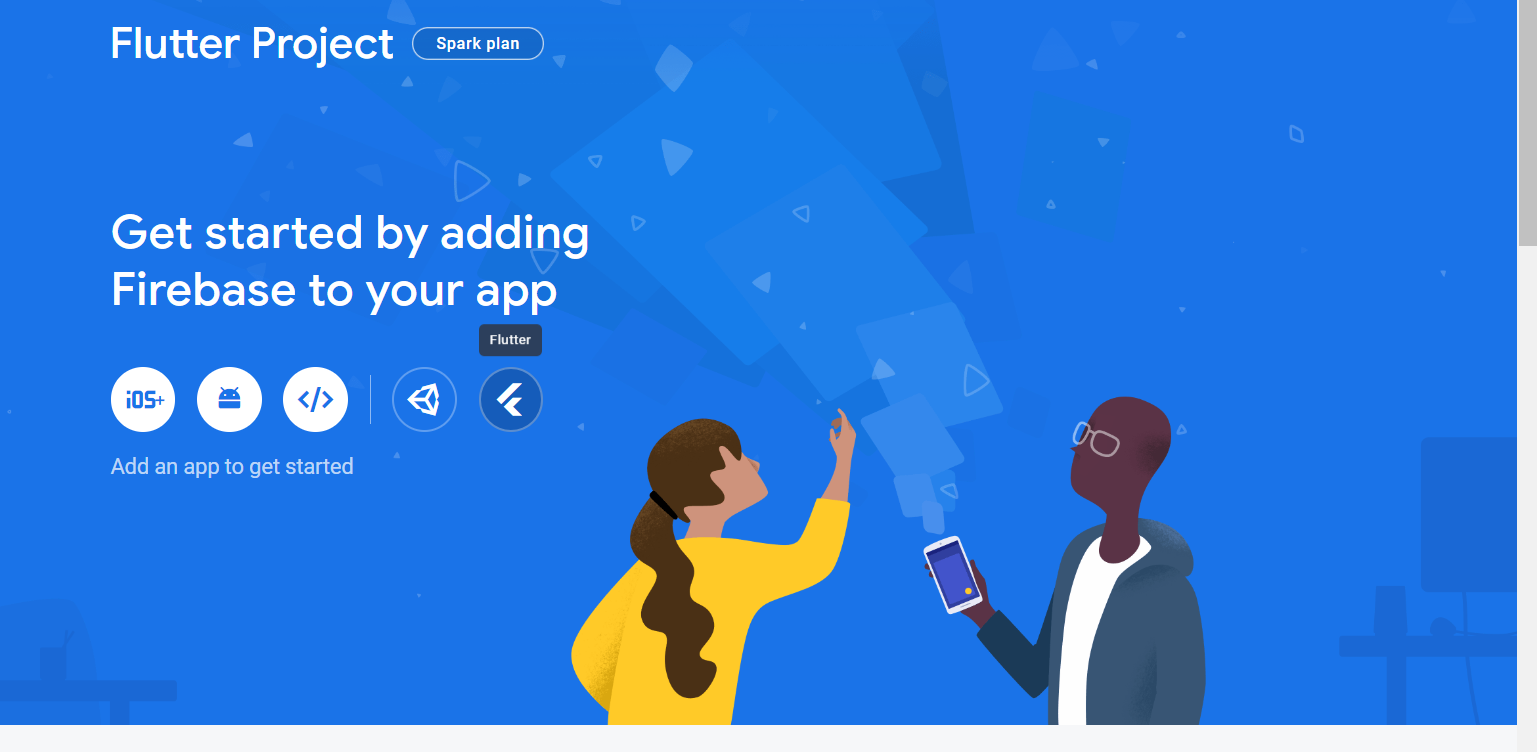 Flutter Project
Spark plan
Get started by adding
Firebase to your app
Flutter
iOS+
</>
Add an app to get started